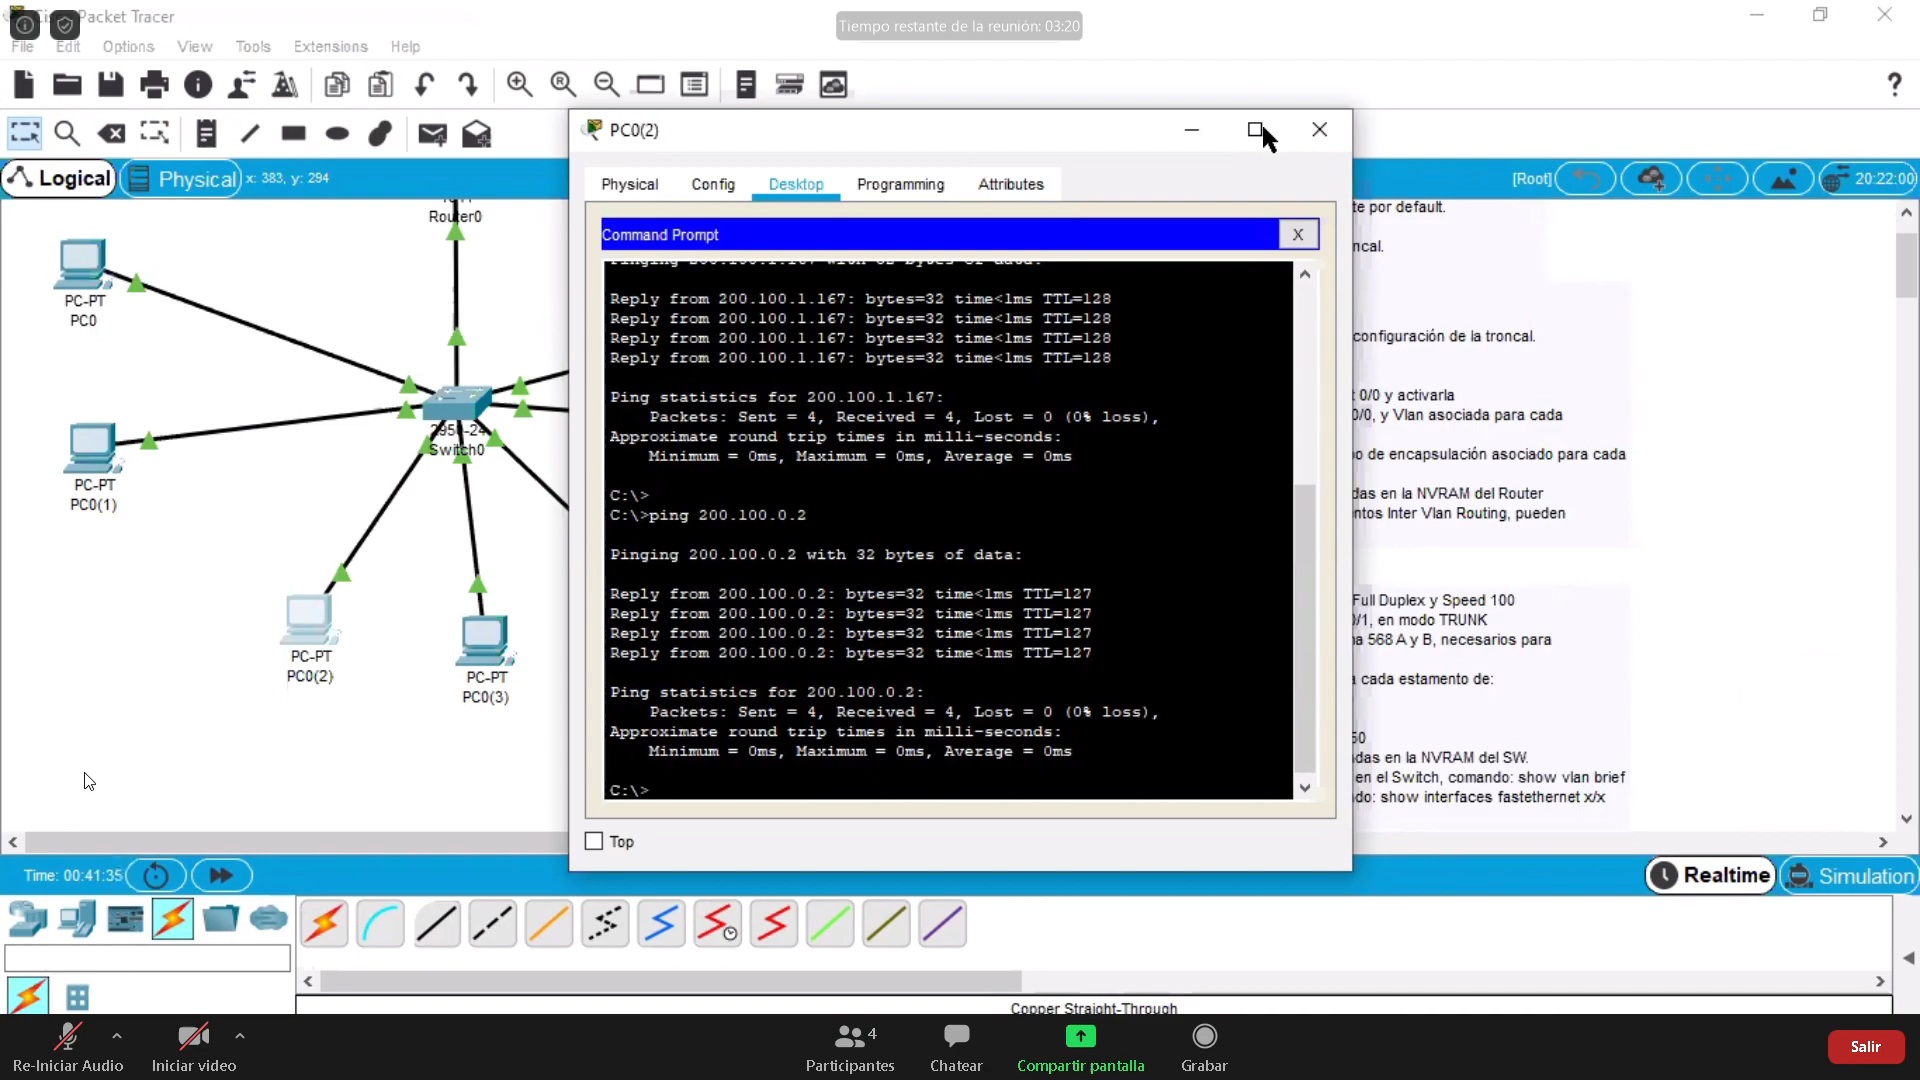 Cisco Packet Tracer
Tiempo restante de la reunión: 03:20
File Edit Options View Tools Extensions Help
PC0(2)
Logical
Physical
x: 383, y: 294
[Root]
20:22:00
Physical Config Desktop Programming Attributes
Command Prompt
X
Reply from 200.100.1.167: bytes=32 time<1ms TTL=128
Reply from 200.100.1.167: bytes=32 time<1ms TTL=128
Reply from 200.100.1.167: bytes=32 time<1ms TTL=128
Reply from 200.100.1.167: bytes=32 time<1ms TTL=128
Ping statistics for 200.100.1.167:
Packets: Sent = 4, Received = 4, Lost = 0 (0% loss),
Approximate round trip times in milli-seconds:
Minimum = 0ms, Maximum = 0ms, Average = 0ms
C:\>
C:\>ping 200.100.0.2
Pinging 200.100.0.2 with 32 bytes of data:
Reply from 200.100.0.2: bytes=32 time<1ms TTL=127
Reply from 200.100.0.2: bytes=32 time<1ms TTL=127
Reply from 200.100.0.2: bytes=32 time<1ms TTL=127
Reply from 200.100.0.2: bytes=32 time<1ms TTL=127
Ping statistics for 200.100.0.2:
Packets: Sent = 4, Received = 4, Lost = 0 (0% loss),
Approximate round trip times in milli-seconds:
Minimum = 0ms, Maximum = 0ms, Average = 0ms
C:\>
Top
Router0
PC-PT
PC0
PC-PT
PC0(1)
2950-24
Switch0
PC-PT
PC0(2)
PC-PT
PC0(3)
te por default.
ncal.
configuración de la troncal.
0/0 y activarla
0/0, y Vlan asociada para cada
o de encapsulación asociado para cada
das en la NVRAM del Router
ntos Inter Vlan Routing, pueden
Full Duplex y Speed 100
0/1, en modo TRUNK
a 568 A y B, necesarios para
cada estamento de:
50
das en la NVRAM del SW.
en el Switch, comando: show vlan brief
do: show interfaces fastethernet x/x
Time: 00:41:35
Realtime
Simulation
Copper Straight-Through
Re-Iniciar Audio
Iniciar video
4
Participantes
Chatear
Compartir pantalla
Grabar
Salir